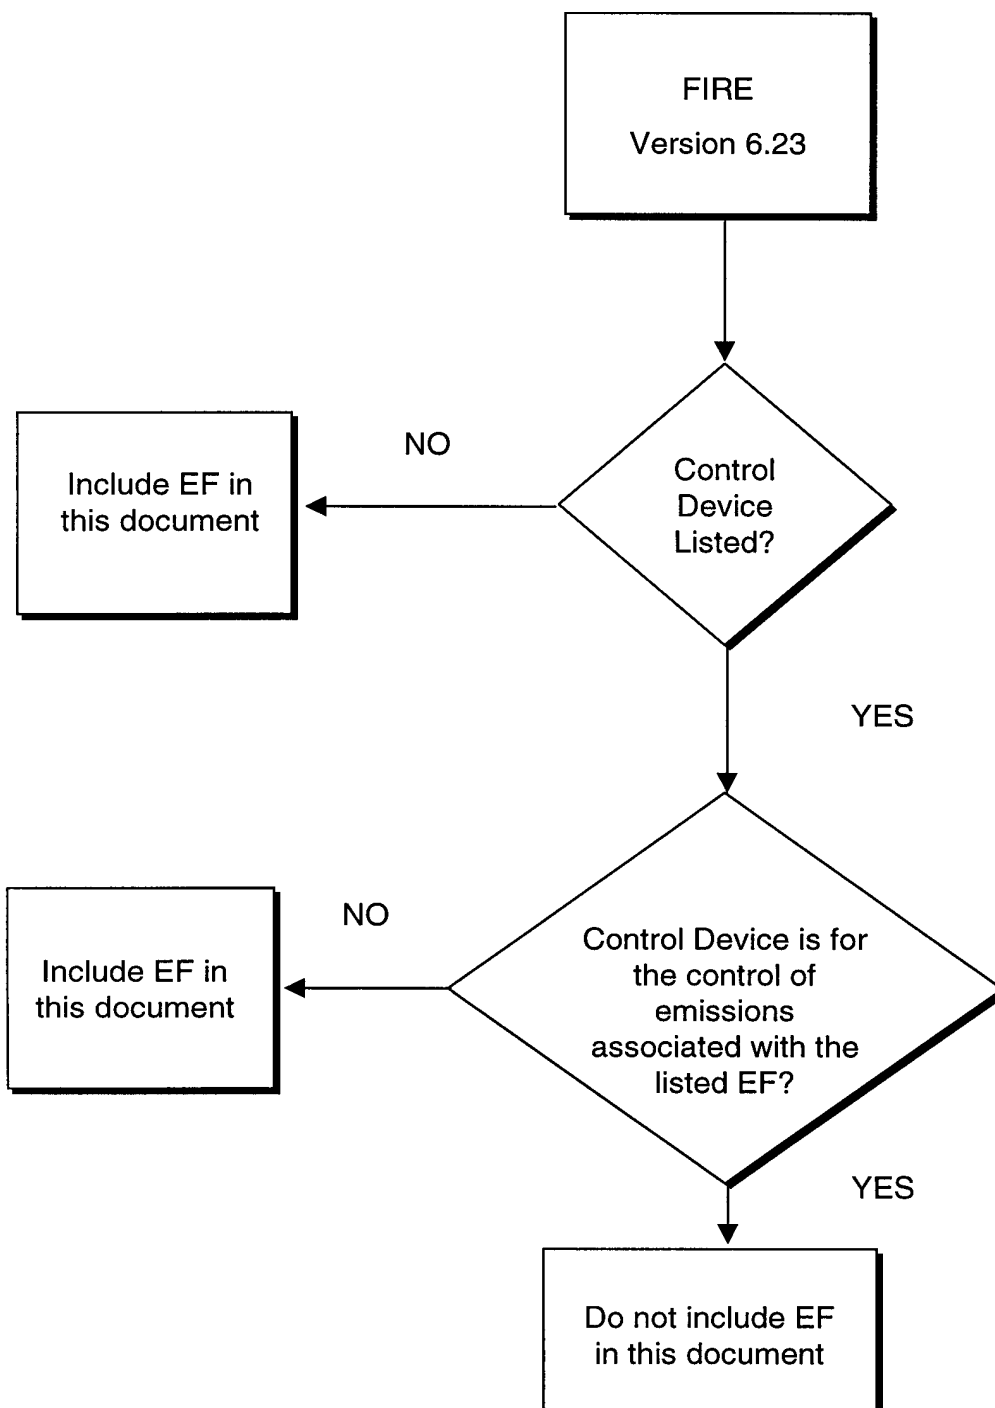 FIRE
Version 6.23
NO
Include EF in
this document
Control
Device
Listed?
YES
NO
Include EF in
this document
Control Device is for
the control of
emissions
associated with the
listed EF?
YES
Do not include EF
in this document